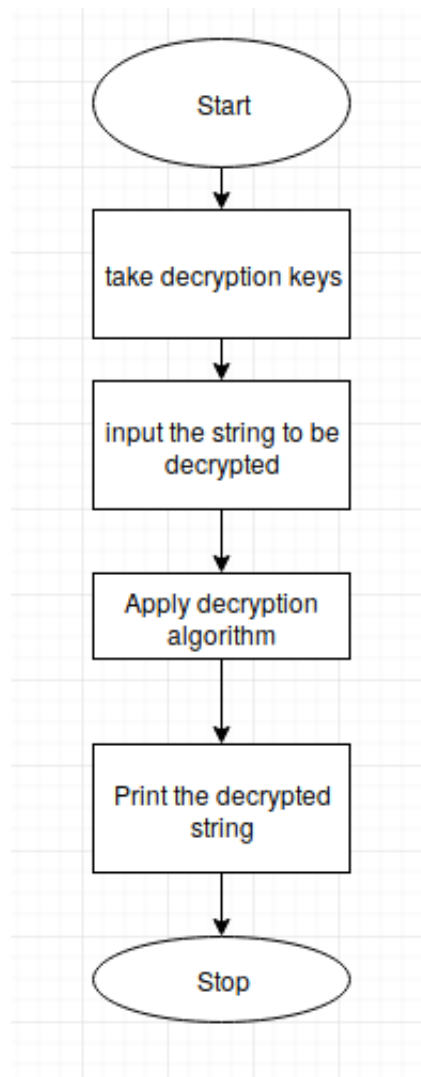 Start
take decryption keys
input the string to be
decrypted
Apply decryption
algorithm
Print the decrypted
string
Stop